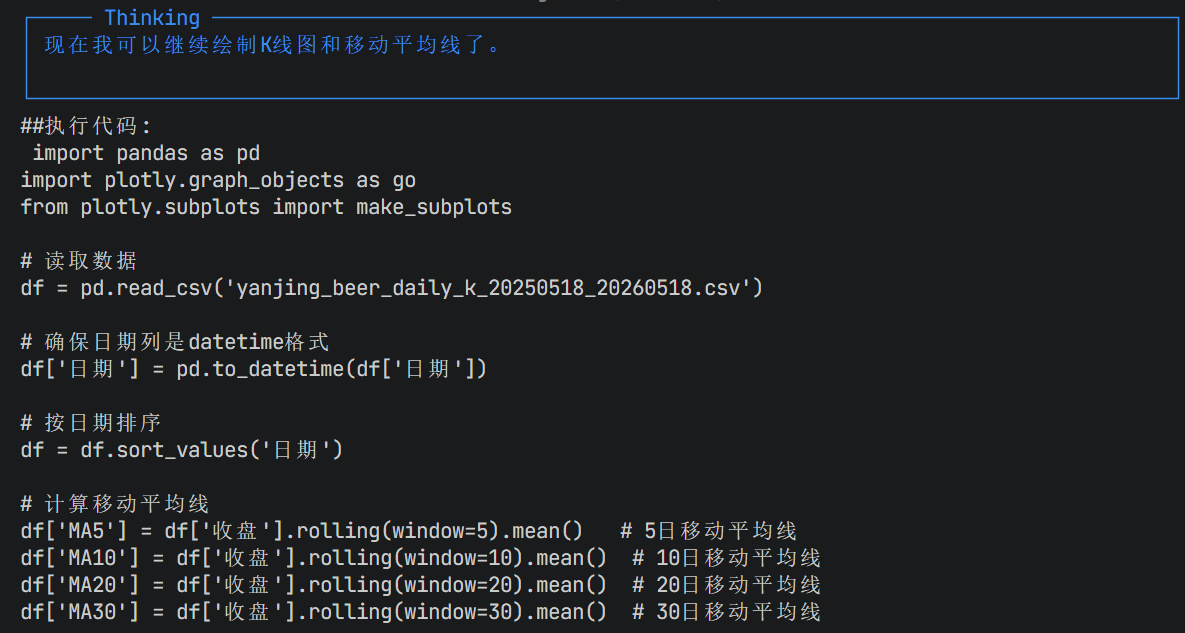 Thinking
现在我可以继续绘制K线图和移动平均线了。
##执行代码:
 import pandas as pd
import plotly.graph_objects as go
from plotly.subplots import make_subplots

# 读取数据
df = pd.read_csv('yanjing_beer_daily_k_20250518_20260518.csv')

# 确保日期列是datetime格式
df['日期'] = pd.to_datetime(df['日期'])

# 按日期排序
df = df.sort_values('日期')

# 计算移动平均线
df['MA5'] = df['收盘'].rolling(window=5).mean()   # 5日移动平均线
df['MA10'] = df['收盘'].rolling(window=10).mean()  # 10日移动平均线
df['MA20'] = df['收盘'].rolling(window=20).mean()  # 20日移动平均线
df['MA30'] = df['收盘'].rolling(window=30).mean()  # 30日移动平均线